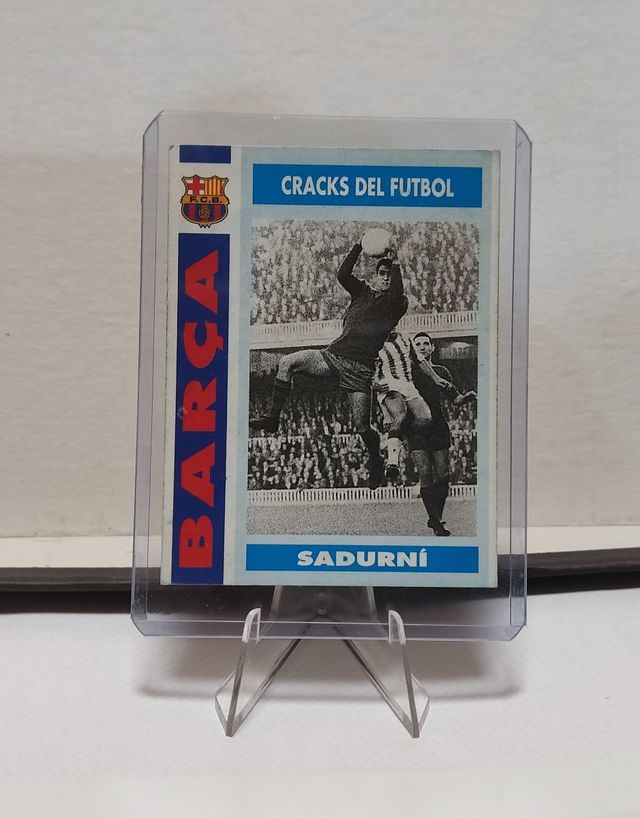 CRACKS DEL FUTBOL
F.C.B.
BARÇA
SADURNÍ